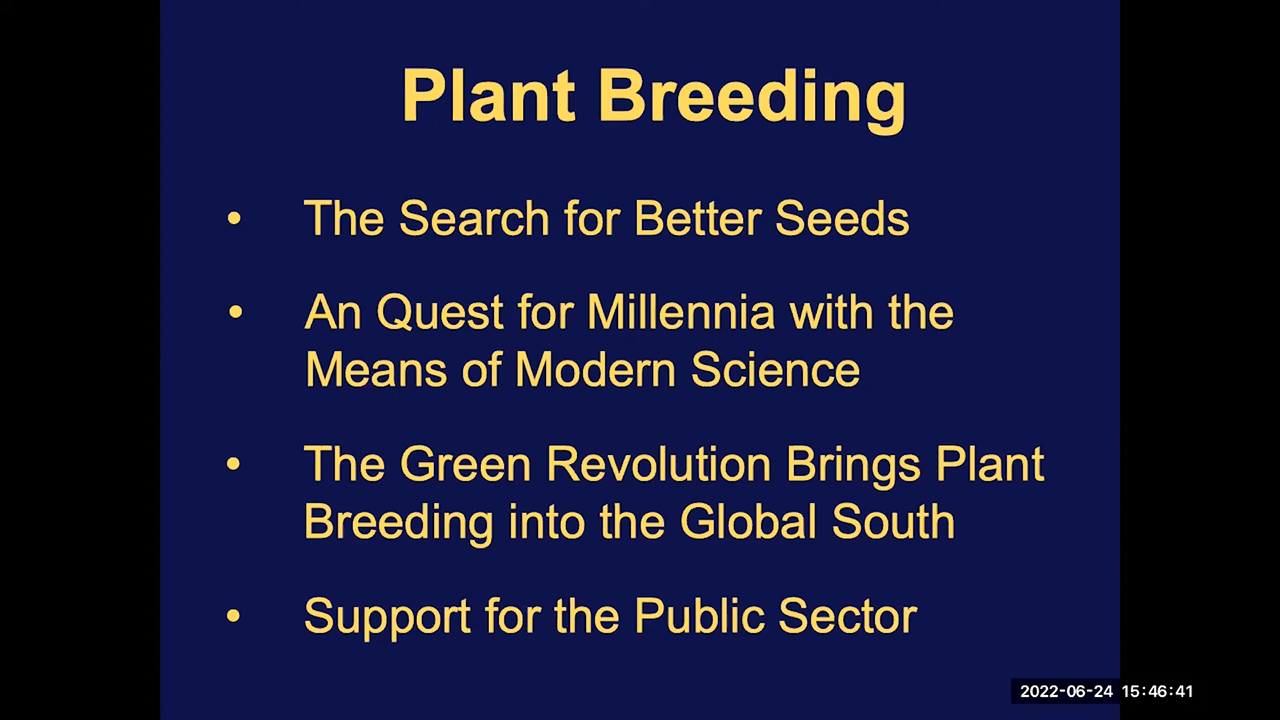 Plant Breeding
• The Search for Better Seeds
• An Quest for Millennia with the
Means of Modern Science
• The Green Revolution Brings Plant
Breeding into the Global South
• Support for the Public Sector
2022-06-24 15:46:41